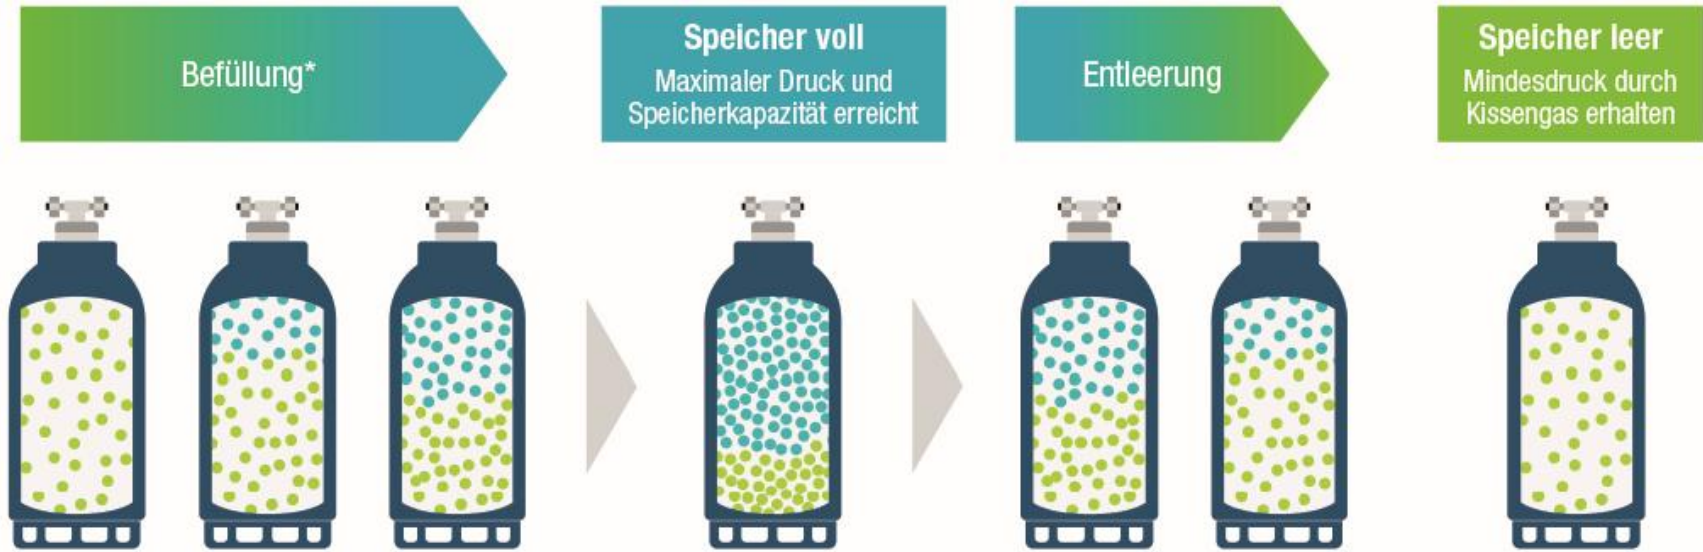 Befüllung*
Speicher voll
Maximaler Druck und
Speicherkapazität erreicht
Entleerung
Speicher leer
Mindesdruck durch
Kissengas erhalten